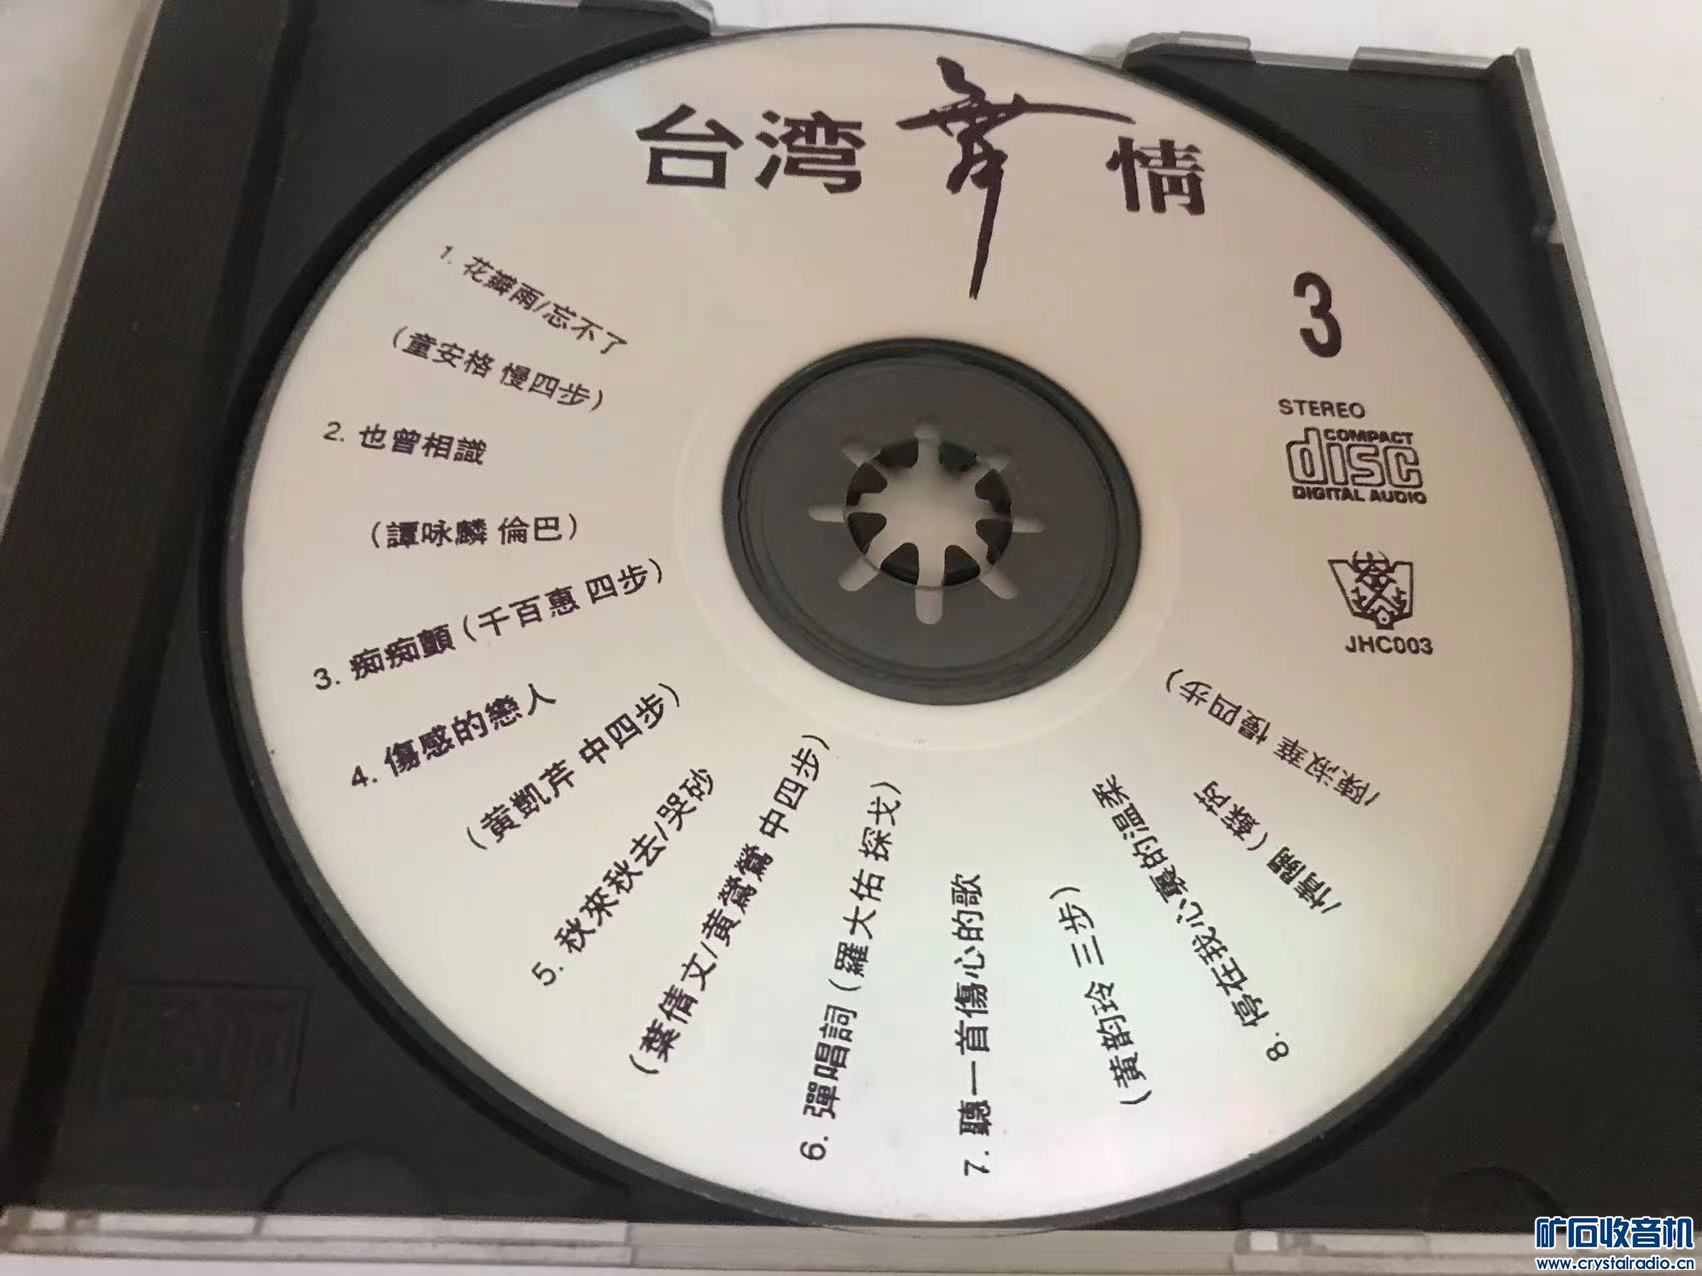 台湾舞情
3
STEREO
COMPACT
disc
DIGITAL AUDIO
JHC003
1. 花瓣雨/忘不了
(童安格 慢四步)
2. 也曾相識
(譚咏麟 倫巴)
3. 痴痴顫(千百惠 四步)
4. 傷感的戀人
(黃凱芹 中四步)
5. 秋來秋去/哭砂
(葉倩文/黃鶯鶯 中四步)
6. 彈唱詞(羅大佑 探戈)
7. 聽一首傷心的歌
(黃韵玲 三步)
8. 停在我心裏的溫柔
/情關(蘇芮
/陳淑華 慢四步)
矿石收音机
www.crystalradio.cn